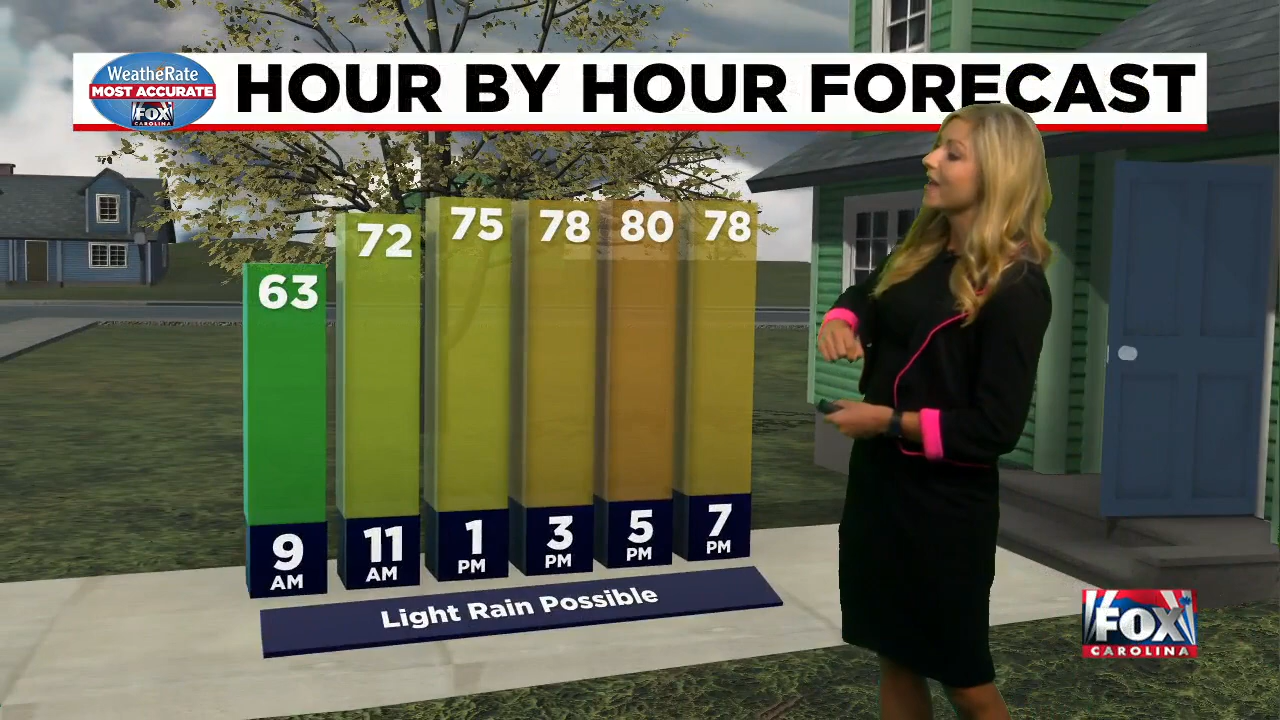 WeatheRate
MOST ACCURATE
FOX
CAROLINA
HOUR BY HOUR FORECAST
63
72
75
78
80
78
9
AM
11
AM
1
PM
3
PM
5
PM
7
PM
Light Rain Possible
FOX
CAROLINA